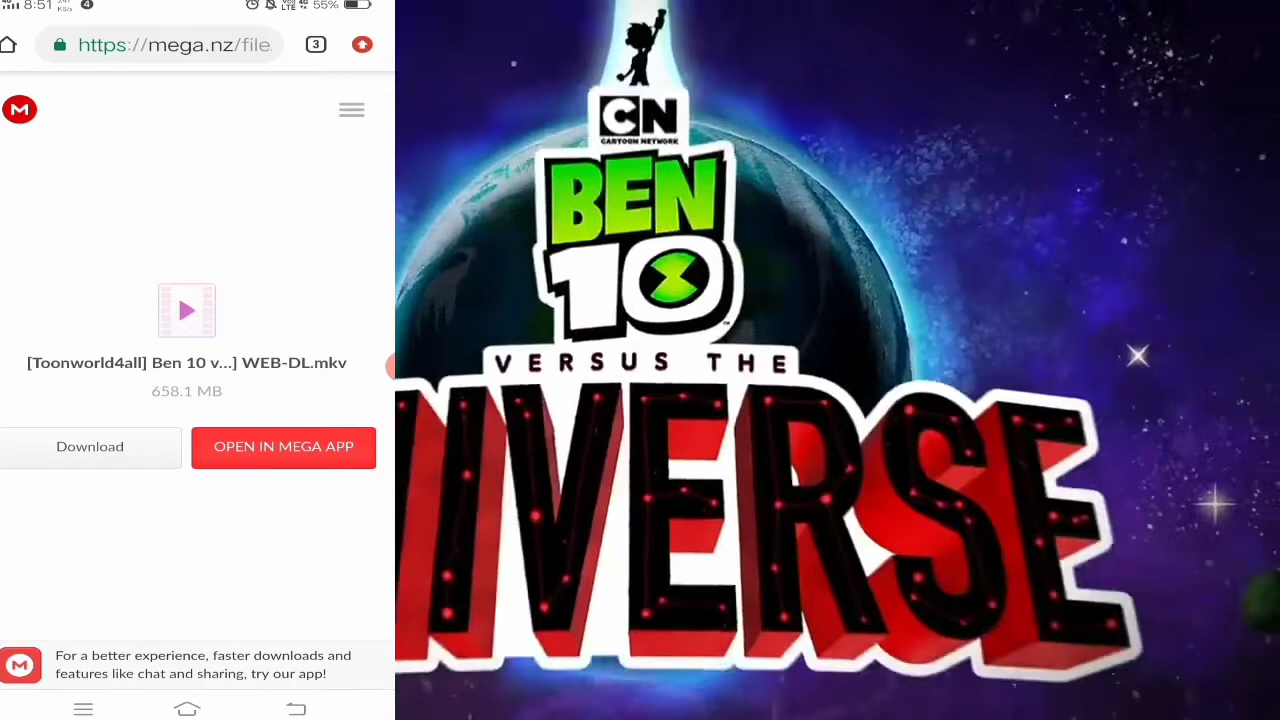 8:51
4
55%
https://mega.nz/file.
3
M
[Toonworld4all] Ben 10 v...] WEB-DL.mkv
658.1 MB
Download
OPEN IN MEGA APP
M
For a better experience, faster downloads and
features like chat and sharing, try our app!
CN
CARTOON NETWORK
BEN
10
VERSUS THE
IVERSE